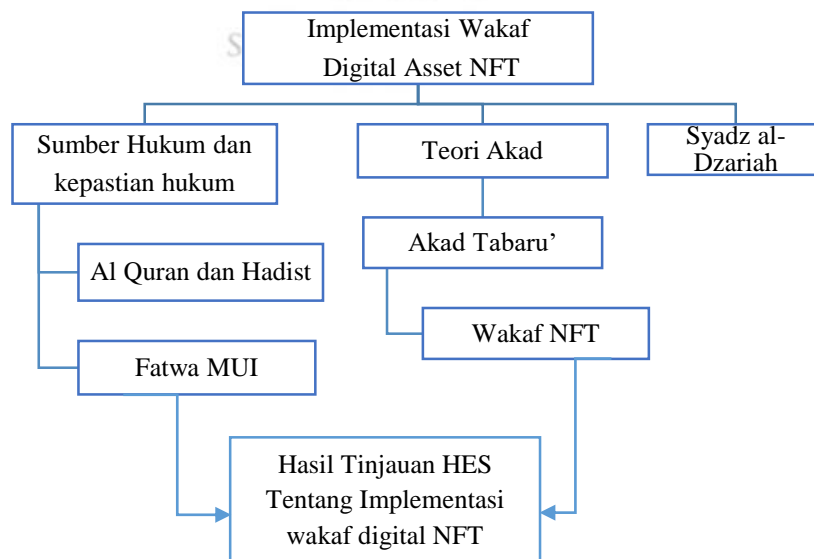 Implementasi Wakaf
Digital Asset NFT
Sumber Hukum dan
kepastian hukum
Teori Akad
Syadz al-
Dzariah
Al Quran dan Hadist
Akad Tabaru’
Fatwa MUI
Wakaf NFT
Hasil Tinjauan HES
Tentang Implementasi
wakaf digital NFT